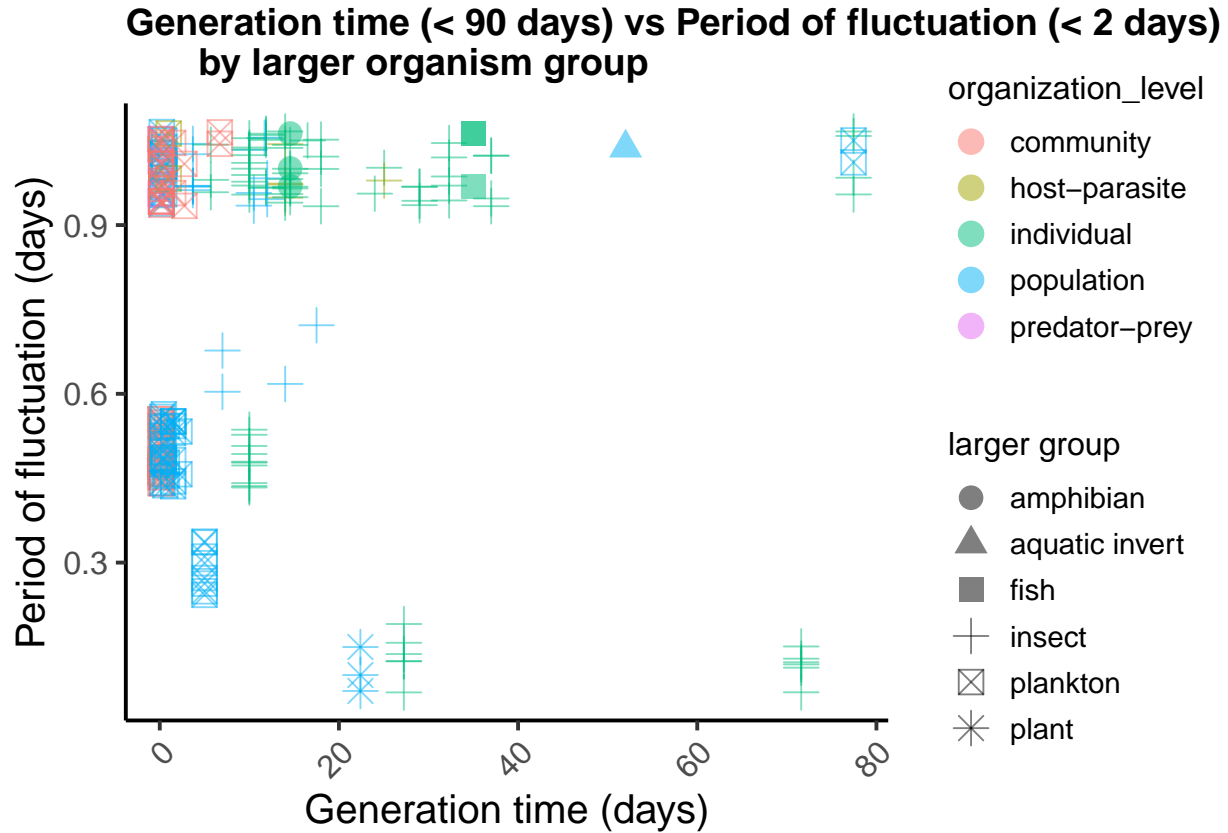 Generation time (< 90 days) vs Period of fluctuation (< 2 days)
by larger organism group
organization_level
community
host−parasite
individual
population
predator−prey
larger group
amphibian
aquatic invert
fish
insect
plankton
plant
Period of fluctuation (days)
0.9
0.6
0.3
0
20
40
60
80
Generation time (days)